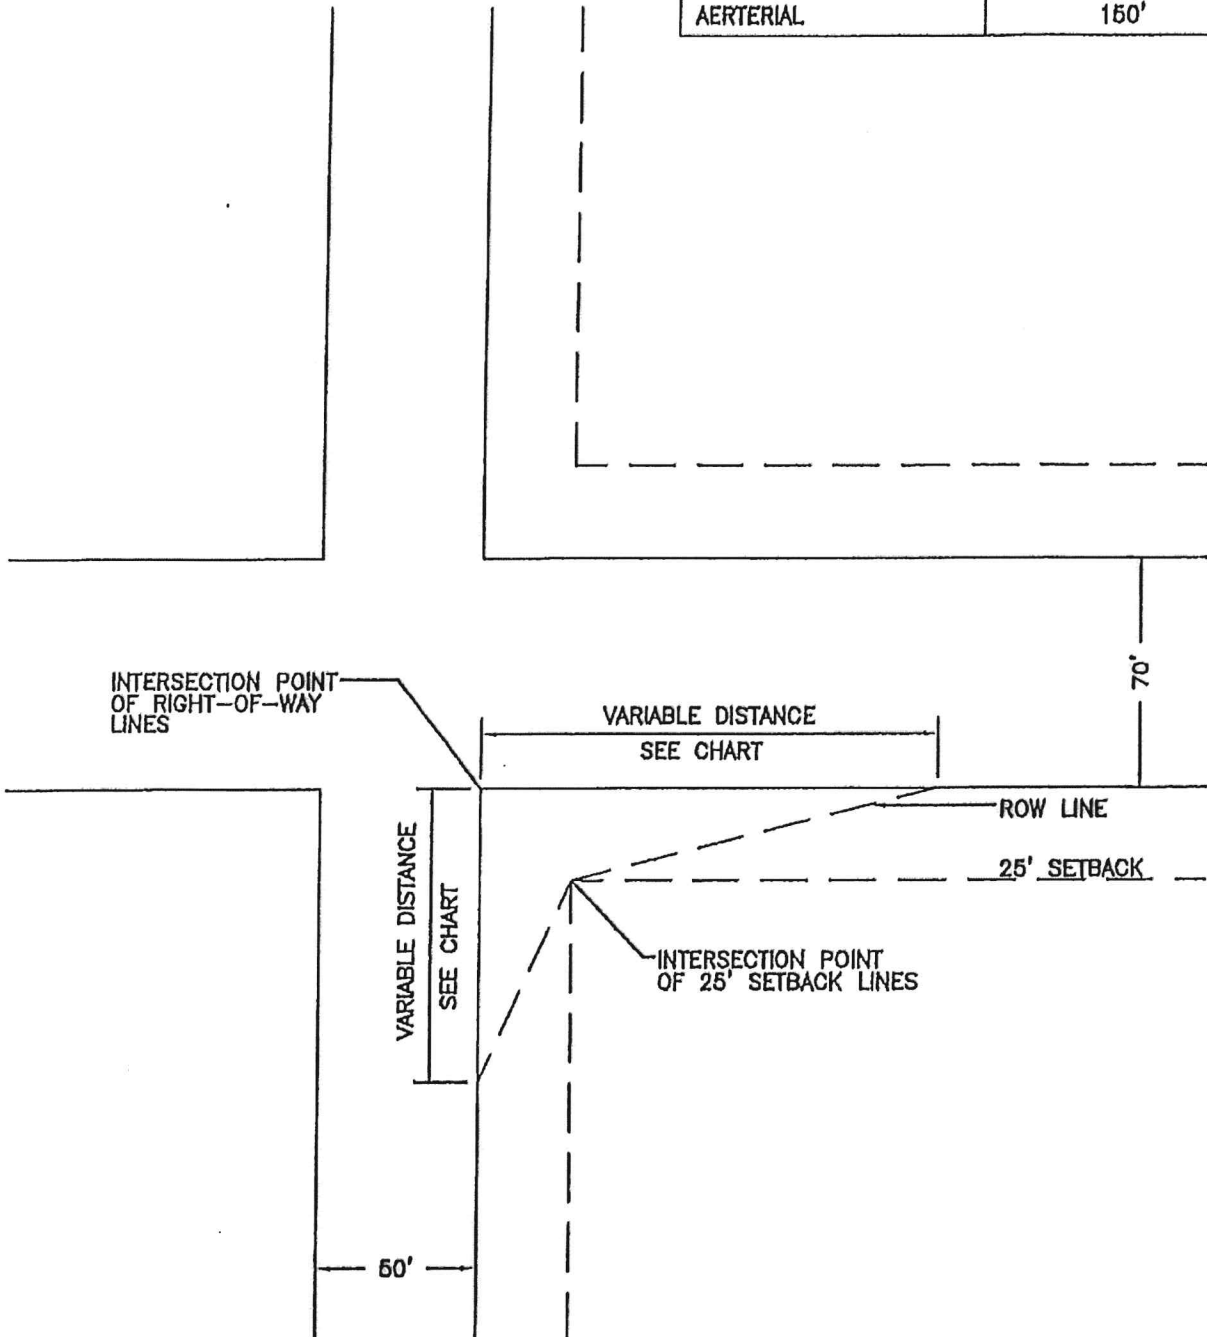 AERTERIAL 150'
INTERSECTION POINT
OF RIGHT-OF-WAY
LINES
VARIABLE DISTANCE
SEE CHART
70'
ROW LINE
25' SETBACK
VARIABLE DISTANCE
SEE CHART
INTERSECTION POINT
OF 25' SETBACK LINES
50'